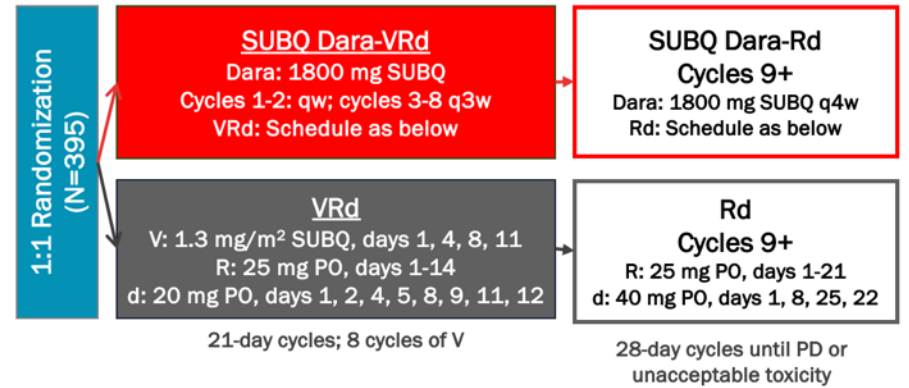 1:1 Randomization
(N=395)
SUBQ Dara-VRd
Dara: 1800 mg SUBQ
Cycles 1-2: qw; cycles 3-8 q3w
VRd: Schedule as below
SUBQ Dara-Rd
Cycles 9+
Dara: 1800 mg SUBQ q4w
Rd: Schedule as below
VRd
V: 1.3 mg/m² SUBQ, days 1, 4, 8, 11
R: 25 mg PO, days 1-14
d: 20 mg PO, days 1, 2, 4, 5, 8, 9, 11, 12
Rd
Cycles 9+
R: 25 mg PO, days 1-21
d: 40 mg PO, days 1, 8, 25, 22
21-day cycles; 8 cycles of V
28-day cycles until PD or
unacceptable toxicity